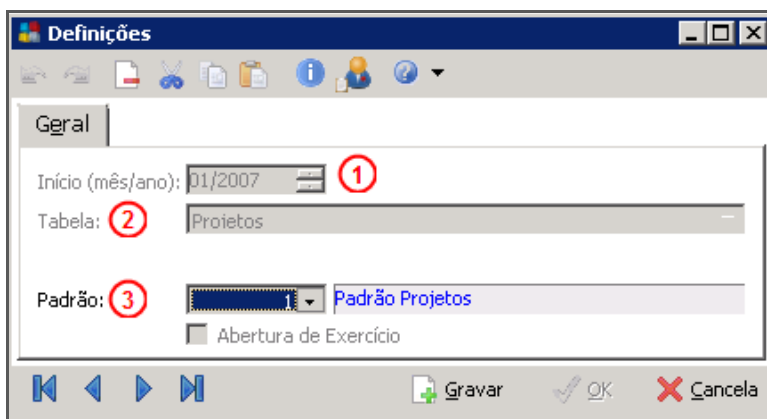 Definições
Geral
Início (mês/ano): 01/2007 1
Tabela: 2 Projetos
Padrão: 3 1 Padrão Projetos
Abertura de Exercício
Gravar OK Cancela